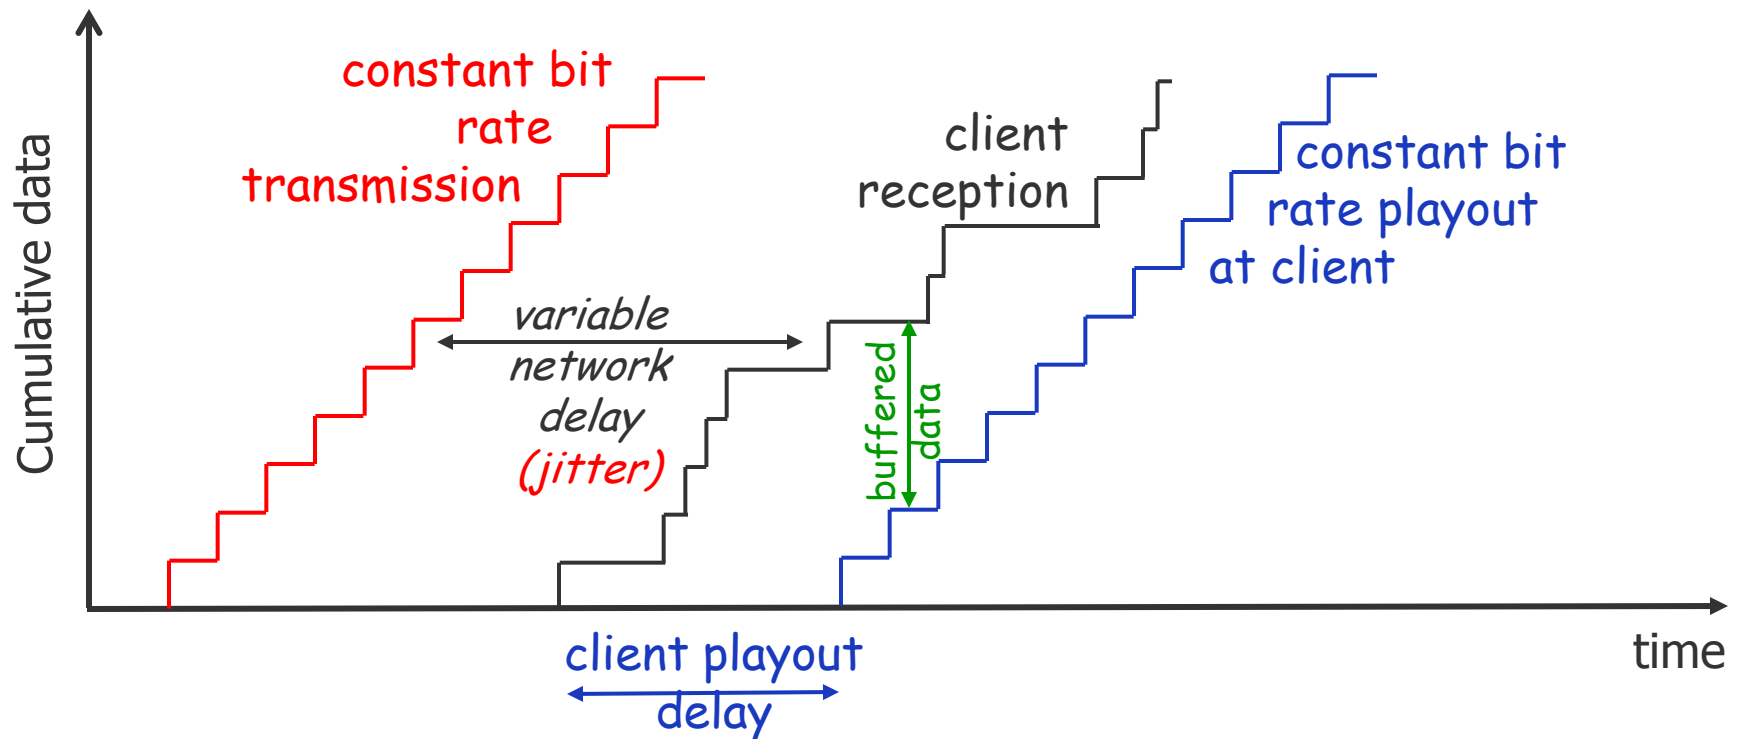 constant bit
rate
transmission
client
reception
constant bit
rate playout
at client
variable
network
delay
(jitter)
buffered
data
Cumulative data
time
client playout
delay